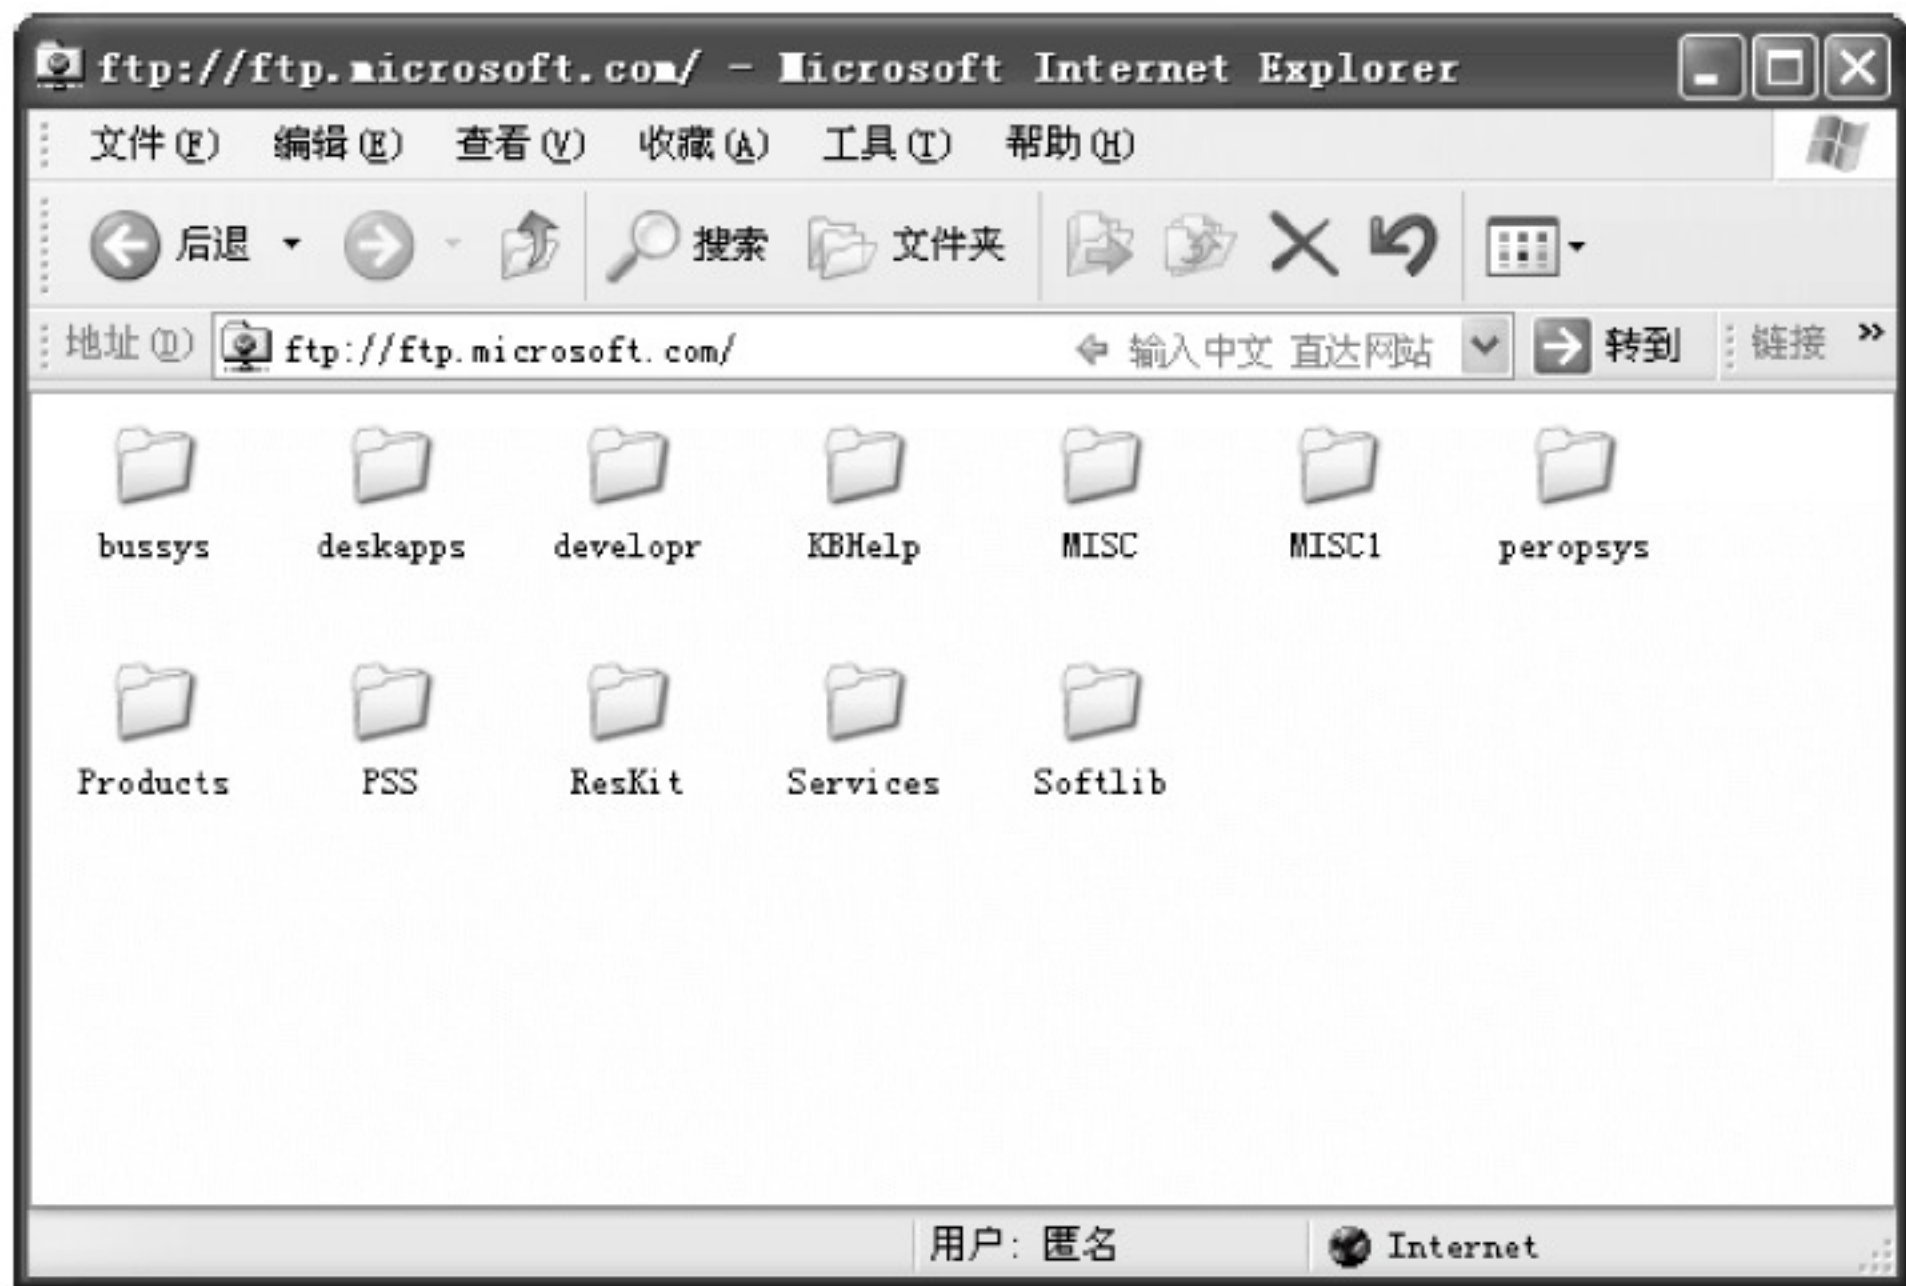 ftp://ftp.microsoft.com/ - Microsoft Internet Explorer
文件(F) 编辑(E) 查看(V) 收藏(A) 工具(T) 帮助(H)
后退 搜索 文件夹
地址(D) ftp://ftp.microsoft.com/ 输入中文 直达网站 转到 链接 »
bussys deskapps developr KBHelp MISC MISC1 peropsys
Products PSS ResKit Services Softlib
用户: 匿名 Internet